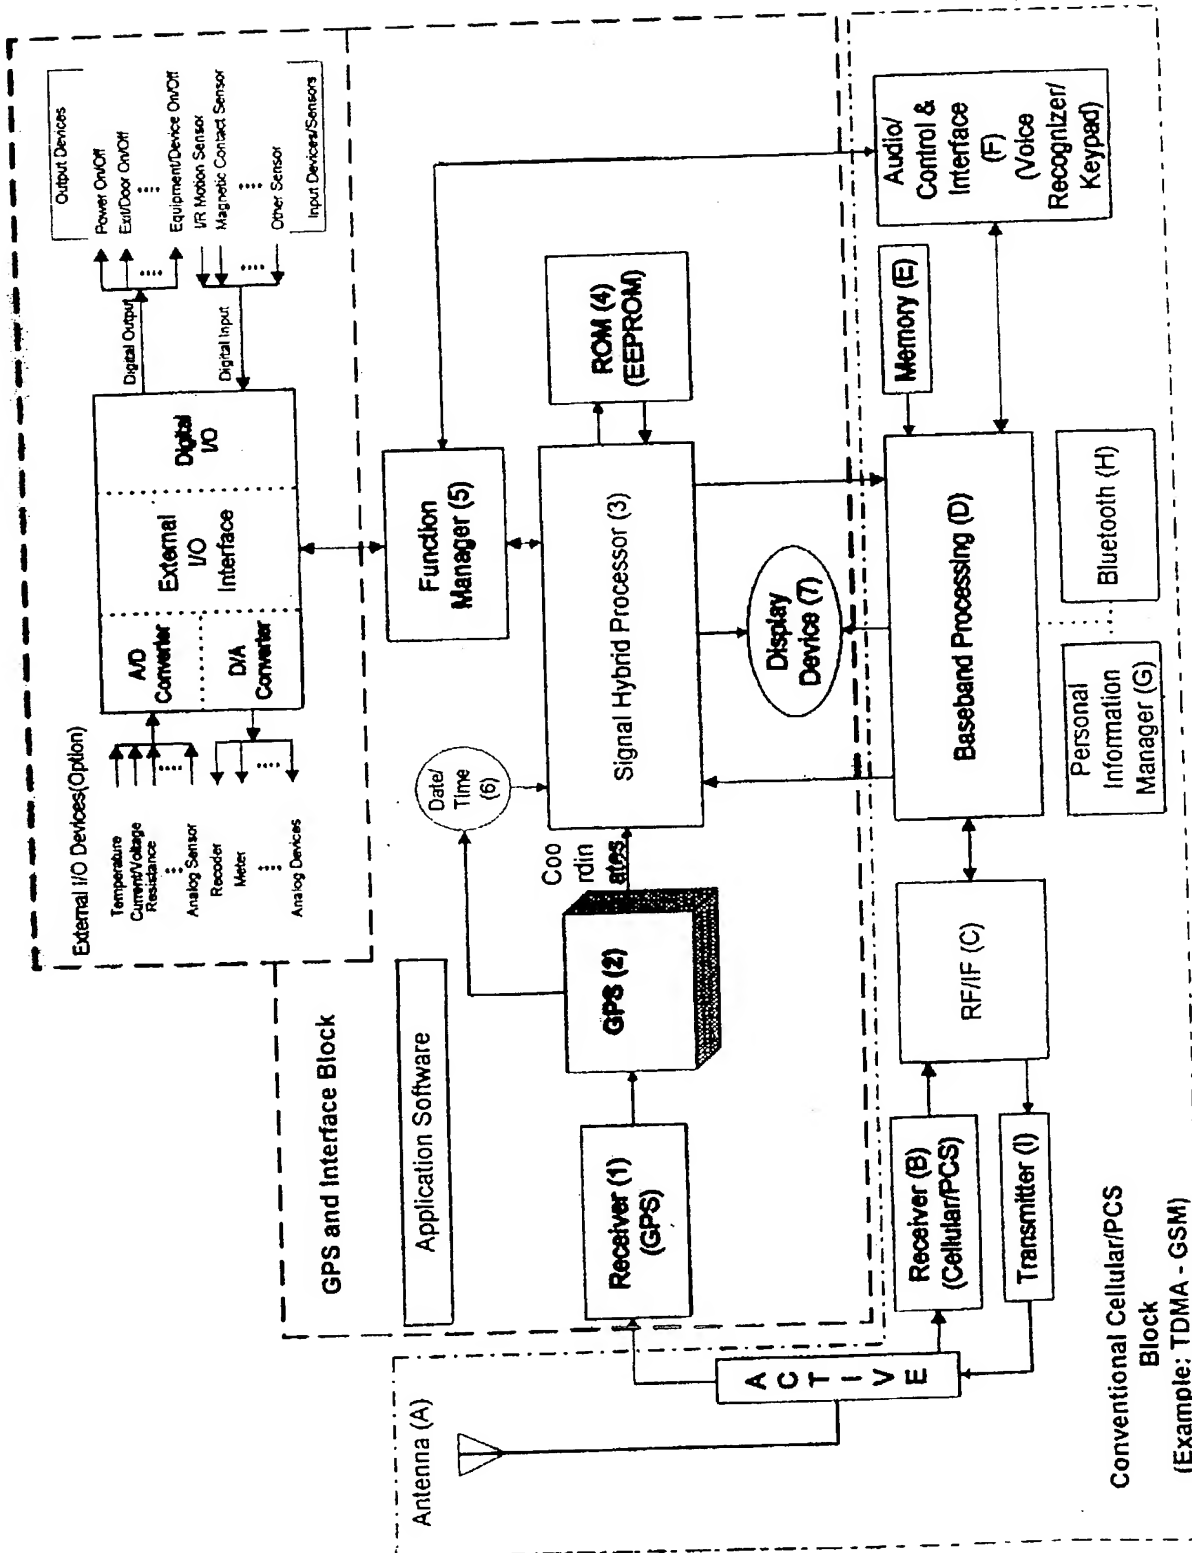 External I/O Devices(Option)
Temperature
Current/Voltage
Resistance
Analog Sensor
Recoder
Meter
Analog Devices
A/D
Converter
D/A
Converter
External
I/O
Interface
Digital
I/O
Digital Output
Digital Input
Output Devices
Power On/Off
Exit/Door On/Off
Equipment/Device On/Off
I/R Motion Sensor
Magnetic Contact Sensor
Other Sensor
Input Devices/Sensors
GPS and Interface Block
Application Software
Function
Manager (5)
Date/
Time
(6)
Receiver (1)
(GPS)
GPS (2)
Coo
rdin
ates
Signal Hybrid Processor (3)
ROM (4)
(EEPROM)
Display
Device (7)
Antenna (A)
A C T I V E
Receiver (B)
(Cellular/PCS)
Transmitter (I)
RF/IF (C)
Baseband Processing (D)
Memory (E)
Audio/
Control &
Interface
(F)
(Voice
Recognizer/
Keypad)
Personal
Information
Manager (G)
Bluetooth (H)
Conventional Cellular/PCS
Block
(Example: TDMA - GSM)